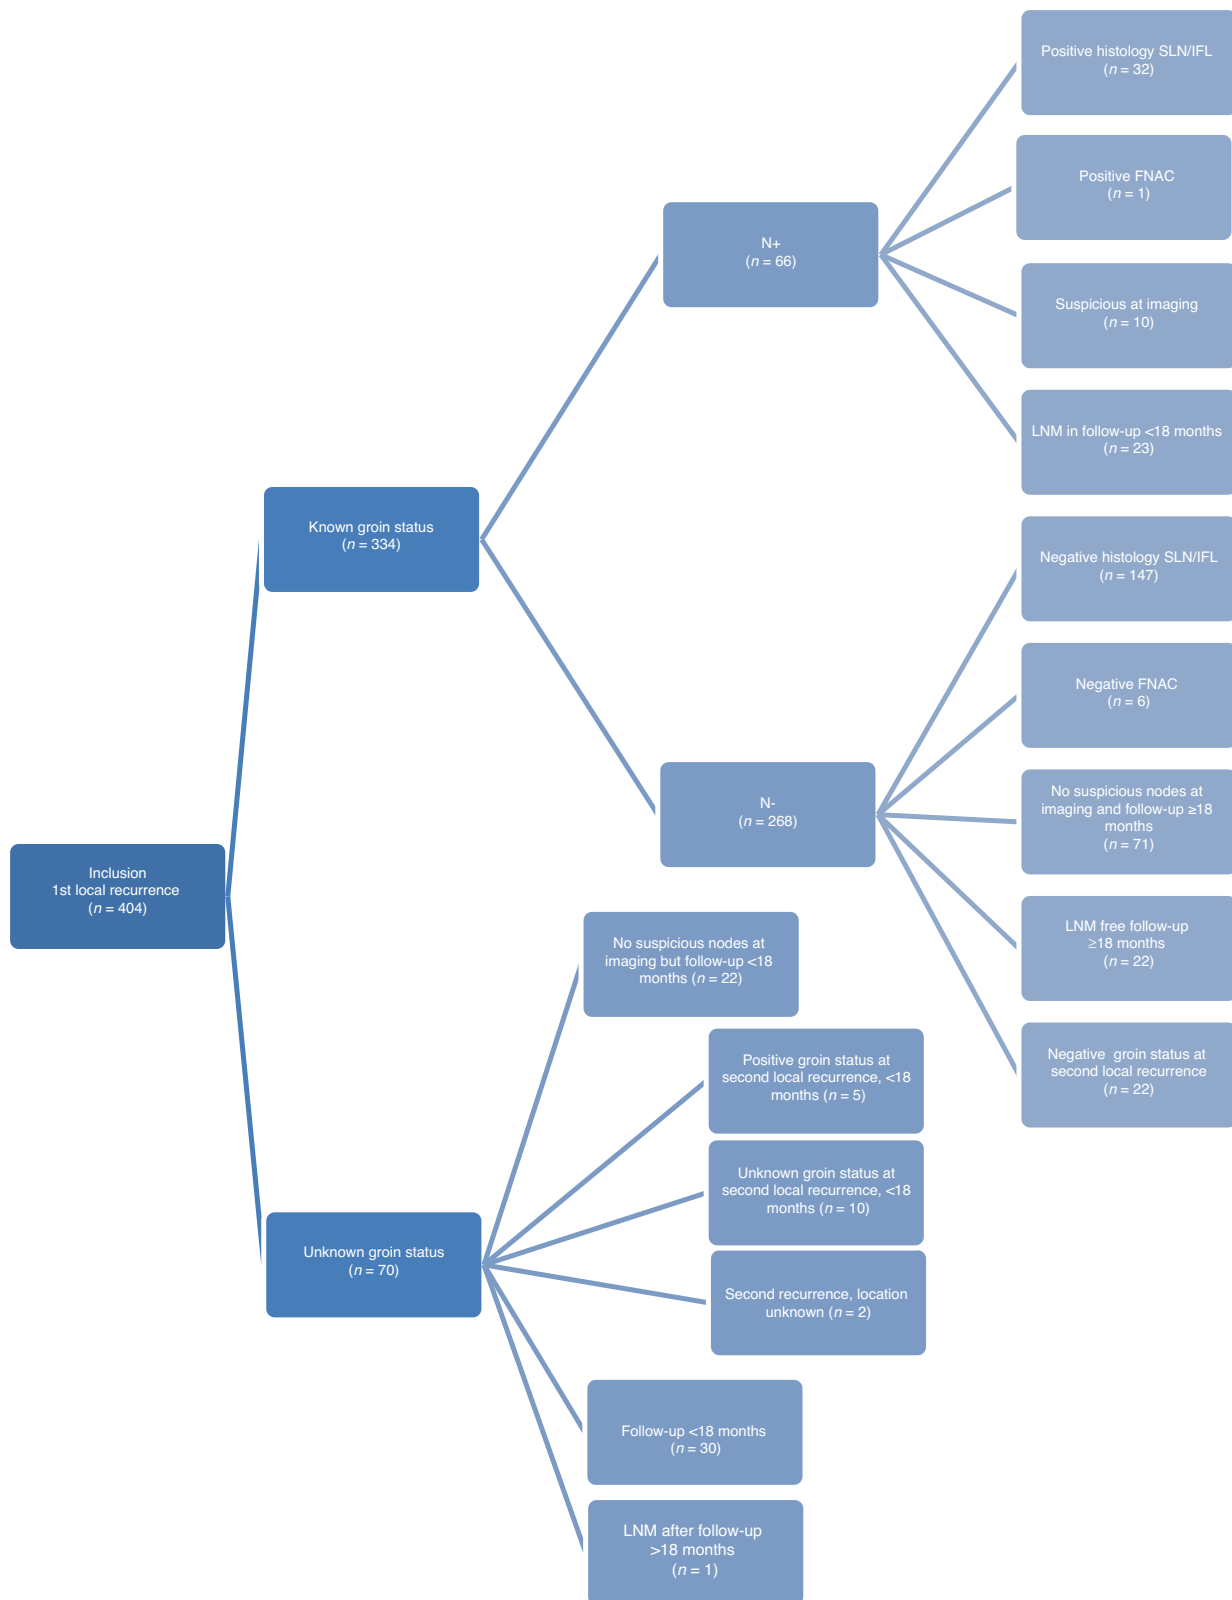 Inclusion
1st local recurrence
(n = 404)
Known groin status
(n = 334)
N+
(n = 66)
Positive histology SLN/IFL
(n = 32)
Positive FNAC
(n = 1)
Suspicious at imaging
(n = 10)
LNM in follow-up <18 months
(n = 23)
N-
(n = 268)
Negative histology SLN/IFL
(n = 147)
Negative FNAC
(n = 6)
No suspicious nodes at
imaging and follow-up ≥18
months
(n = 71)
LNM free follow-up
≥18 months
(n = 22)
Negative groin status at
second local recurrence
(n = 22)
Unknown groin status
(n = 70)
No suspicious nodes at
imaging but follow-up <18
months (n = 22)
Positive groin status at
second local recurrence, <18
months (n = 5)
Unknown groin status at
second local recurrence, <18
months (n = 10)
Second recurrence, location
unknown (n = 2)
Follow-up <18 months
(n = 30)
LNM after follow-up
>18 months
(n = 1)